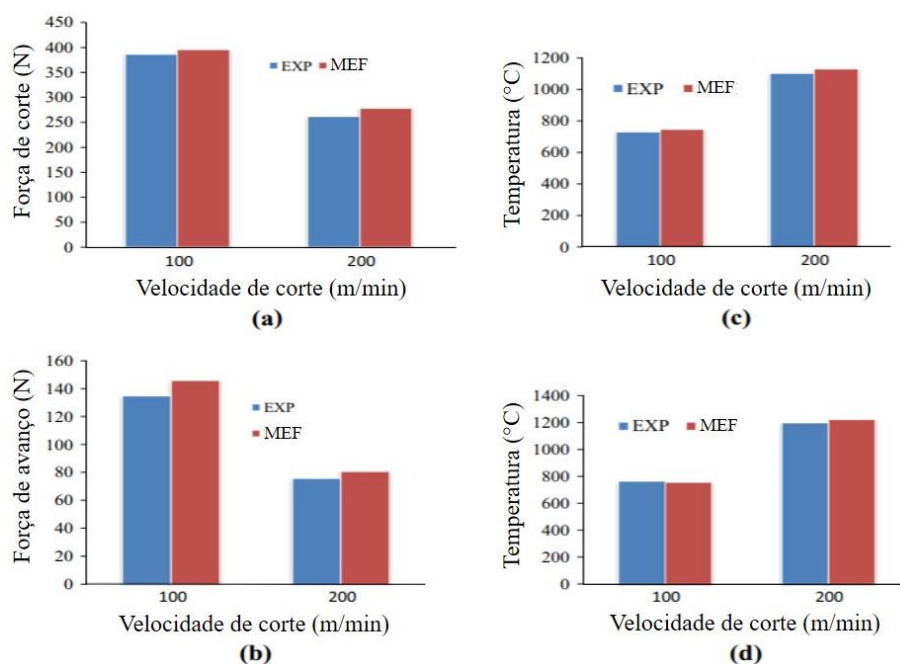 450
400
350
300
250
200
150
100
50
0
Força de corte (N)
EXP MEF
100 200
Velocidade de corte (m/min)
(a)
1200
1000
800
600
400
200
0
Temperatura (°C)
EXP MEF
100 200
Velocidade de corte (m/min)
(c)
160
140
120
100
80
60
40
20
0
Força de avanço (N)
EXP
MEF
100 200
Velocidade de corte (m/min)
(b)
1400
1200
1000
800
600
400
200
0
Temperatura (°C)
EXP MEF
100 200
Velocidade de corte (m/min)
(d)